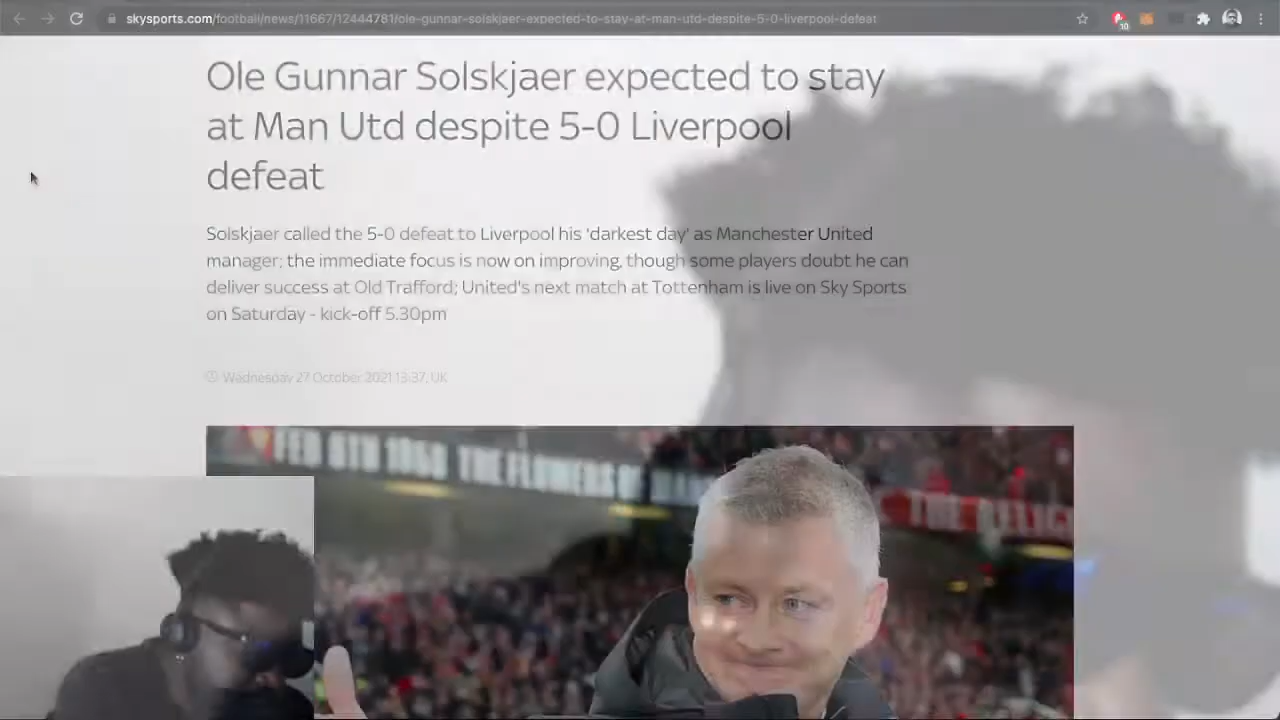 skysports.com/football/news/11667/12444781/ole-gunnar-solskjaer-expected-to-stay-at-man-utd-despite-5-0-liverpool-defeat
10
Ole Gunnar Solskjaer expected to stay
at Man Utd despite 5-0 Liverpool
defeat
Solskjaer called the 5-0 defeat to Liverpool his 'darkest day' as Manchester United
manager; the immediate focus is now on improving, though some players doubt he can
deliver success at Old Trafford; United's next match at Tottenham is live on Sky Sports
on Saturday - kick-off 5.30pm
Wednesday 27 October 2021 13:37, UK
FEB 6TH 1958 THE FLOWERS OF
THE RELIG